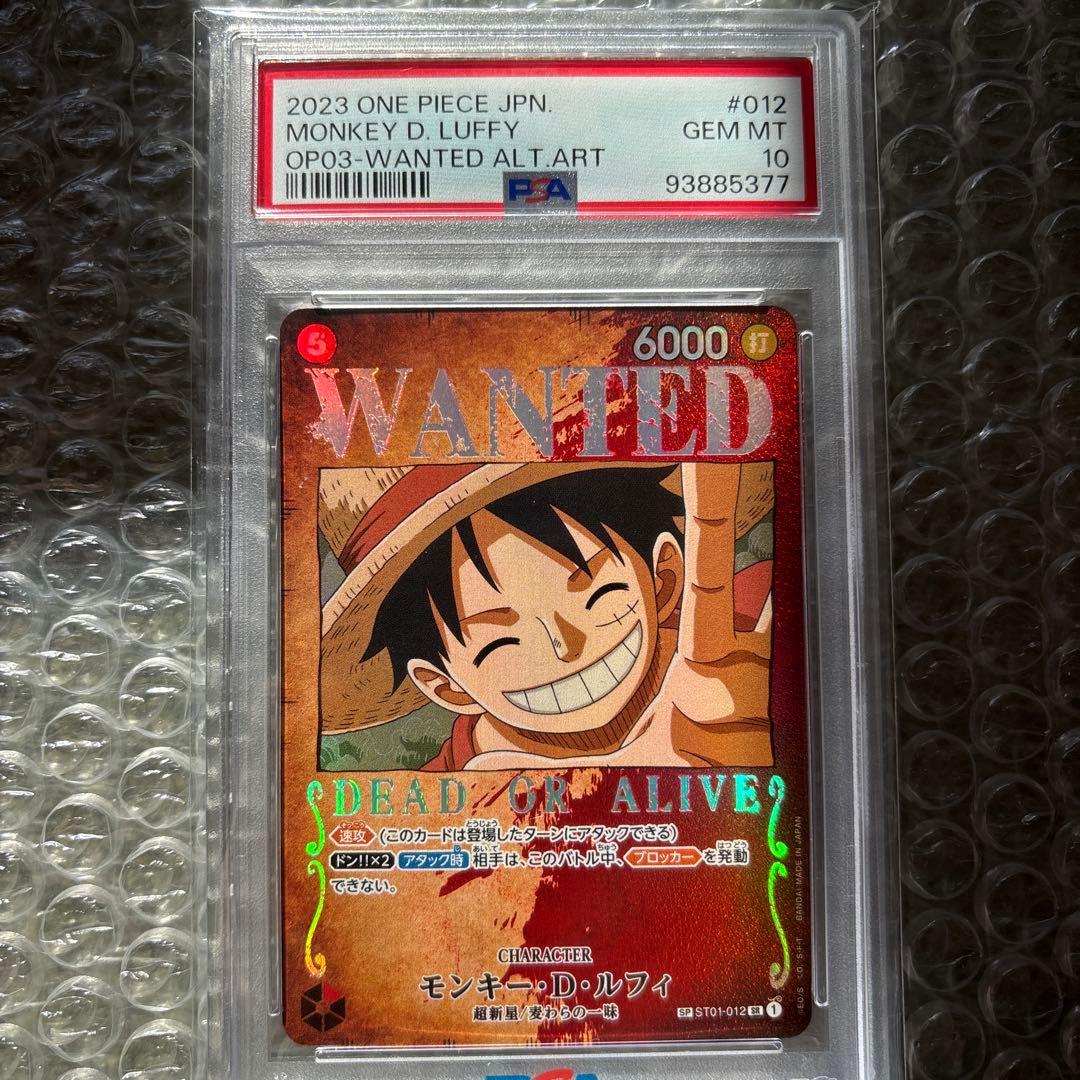 2023 ONE PIECE JPN. #012
MONKEY D. LUFFY GEM MT
OP03-WANTED ALT.ART 10
PSA 93885377
5 6000 打
WANTED
DEAD OR ALIVE
速攻 (このカードは登場したターンにアタックできる)
ドン!!×2 アタック時 相手は、このバトル中、ブロッカー を発動
できない。
CHARACTER
モンキー・D・ルフィ
超新星/麦わらの一味
SP ST01-012 SR 1
BANDAI MADE IN JAPAN
PSA